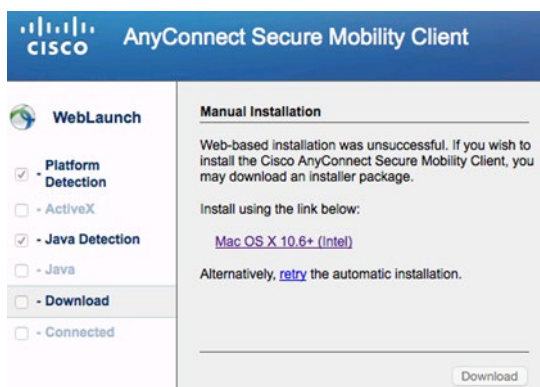 CISCO AnyConnect Secure Mobility Client
WebLaunch
- Platform
Detection
- ActiveX
- Java Detection
- Java
- Download
- Connected
Manual Installation
Web-based installation was unsuccessful. If you wish to
install the Cisco AnyConnect Secure Mobility Client, you
may download an installer package.
Install using the link below:
Mac OS X 10.6+ (Intel)
Alternatively, retry the automatic installation.
Download